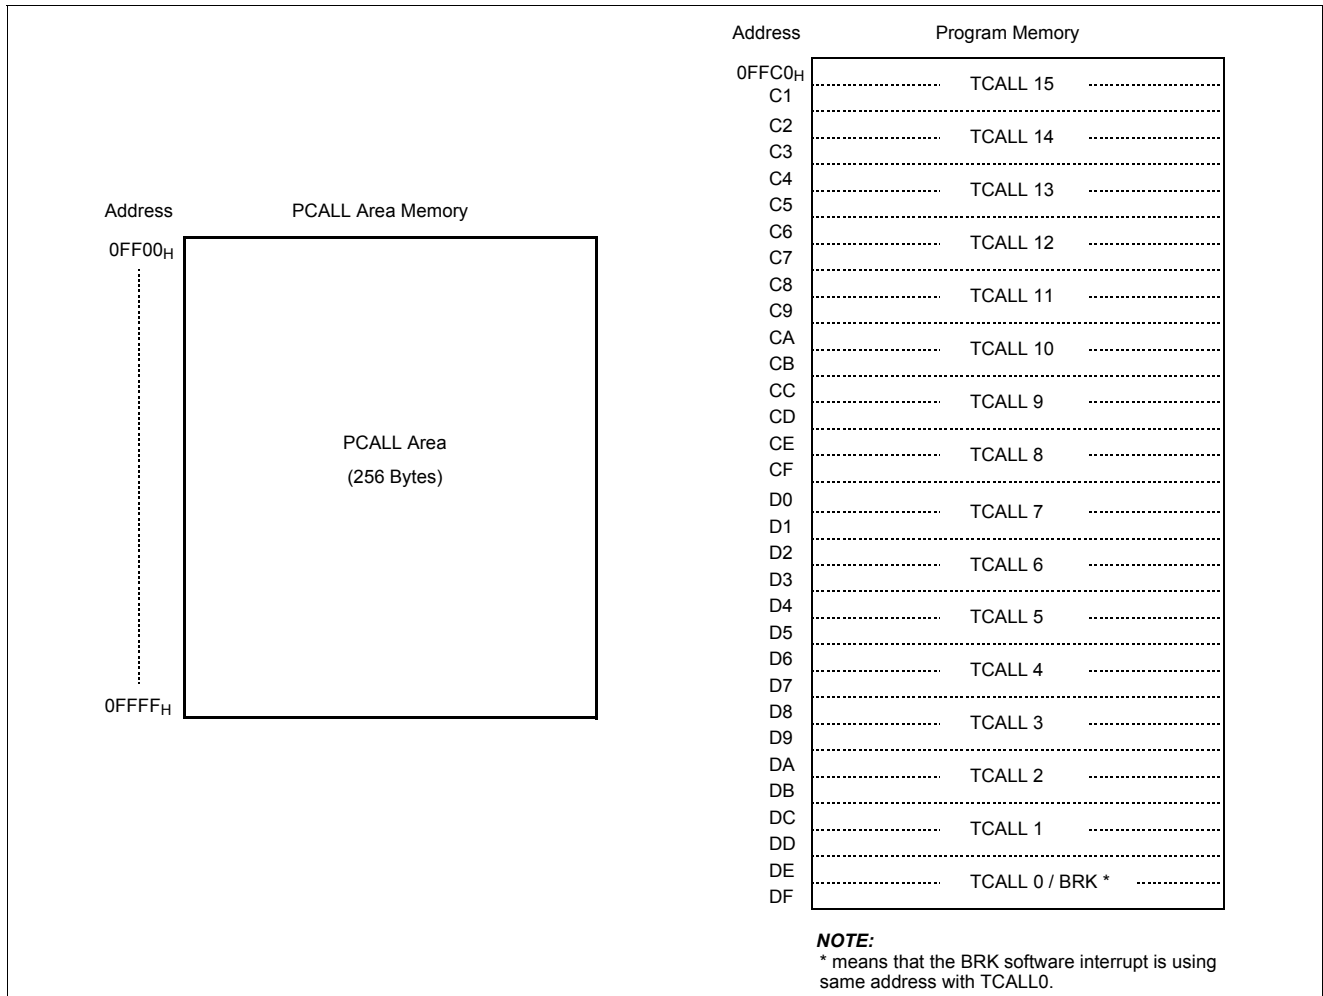 Address PCALL Area Memory
0FF00H
PCALL Area
(256 Bytes)
0FFFFH
Address Program Memory
0FFC0H
C1
TCALL 15
C2
C3
TCALL 14
C4
C5
TCALL 13
C6
C7
TCALL 12
C8
C9
TCALL 11
CA
CB
TCALL 10
CC
CD
TCALL 9
CE
CF
TCALL 8
D0
D1
TCALL 7
D2
D3
TCALL 6
D4
D5
TCALL 5
D6
D7
TCALL 4
D8
D9
TCALL 3
DA
DB
TCALL 2
DC
DD
TCALL 1
DE
DF
TCALL 0 / BRK *
NOTE:
* means that the BRK software interrupt is using
same address with TCALL0.